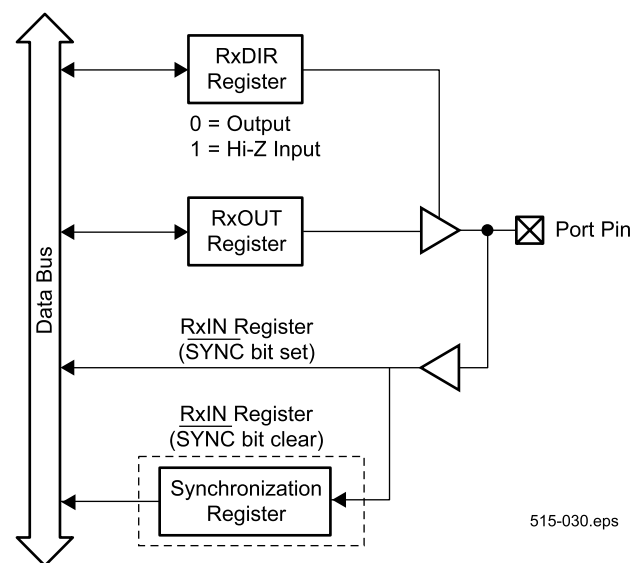 RxDIR
Register
0 = Output
1 = Hi-Z Input
RxOUT
Register
Port Pin
Data Bus
RxIN Register
(SYNC bit set)
RxIN Register
(SYNC bit clear)
Synchronization
Register
515-030.eps